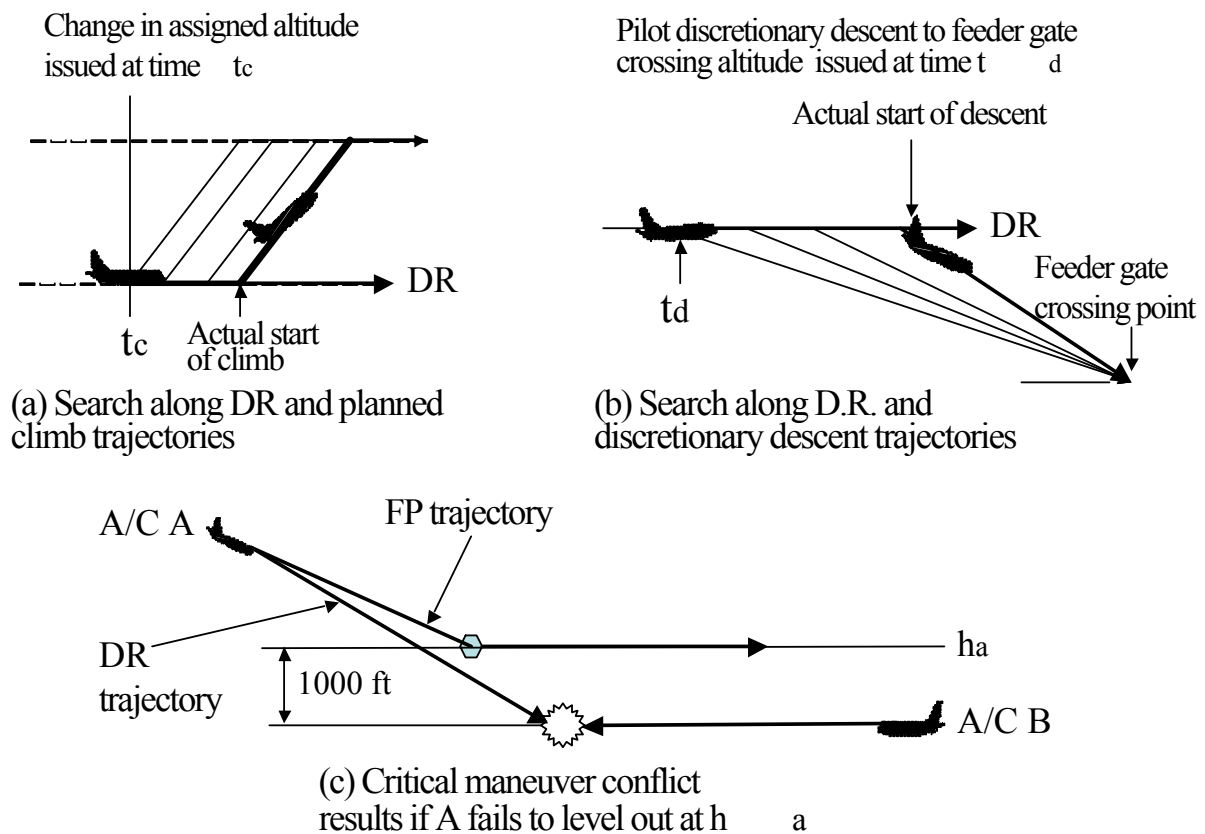 Change in assigned altitude
issued at time tc
DR
tc
Actual start
of climb
(a) Search along DR and planned
climb trajectories
Pilot discretionary descent to feeder gate
crossing altitude issued at time t d
Actual start of descent
DR
td
Feeder gate
crossing point
(b) Search along D.R. and
discretionary descent trajectories
A/C A
FP trajectory
DR
trajectory
1000 ft
ha
A/C B
(c) Critical maneuver conflict
results if A fails to level out at h a